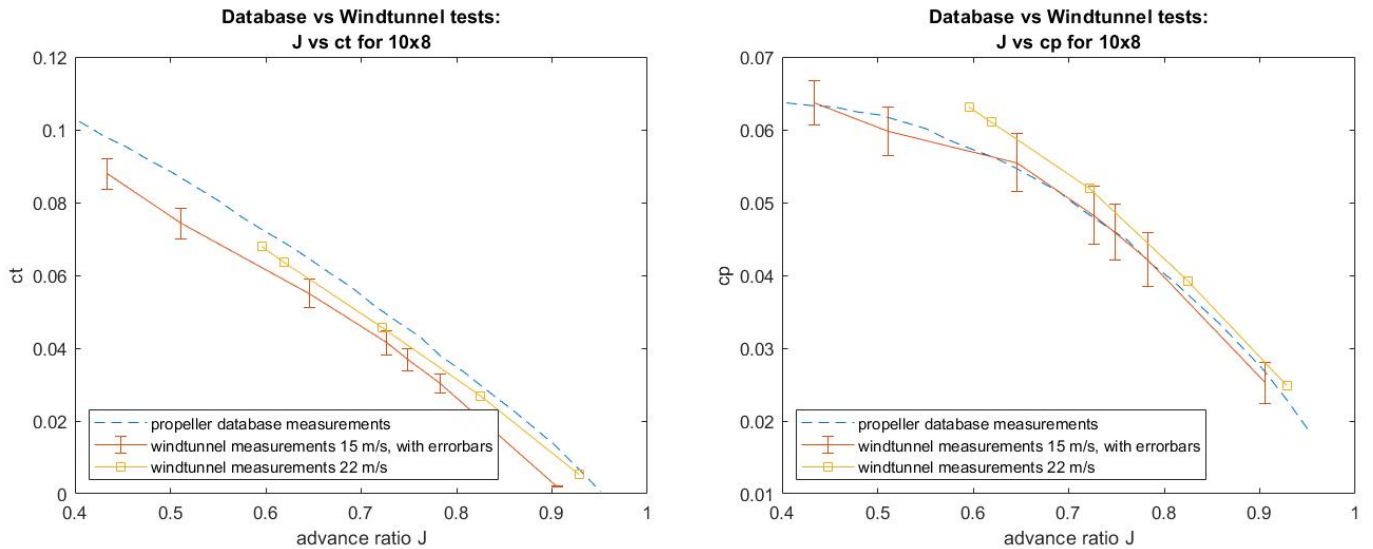 Database vs Windtunnel tests:
J vs ct for 10x8
0.12
0.1
0.08
0.06
0.04
0.02
0
ct
propeller database measurements
windtunnel measurements 15 m/s, with errorbars
windtunnel measurements 22 m/s
0.4
0.5
0.6
0.7
0.8
0.9
1
advance ratio J
Database vs Windtunnel tests:
J vs cp for 10x8
0.07
0.06
0.05
0.04
0.03
0.02
0.01
cp
propeller database measurements
windtunnel measurements 15 m/s, with errorbars
windtunnel measurements 22 m/s
0.4
0.5
0.6
0.7
0.8
0.9
1
advance ratio J